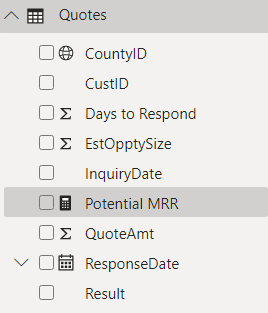 Quotes
CountyID
CustID
Days to Respond
EstOpptySize
InquiryDate
Potential MRR
QuoteAmt
ResponseDate
Result